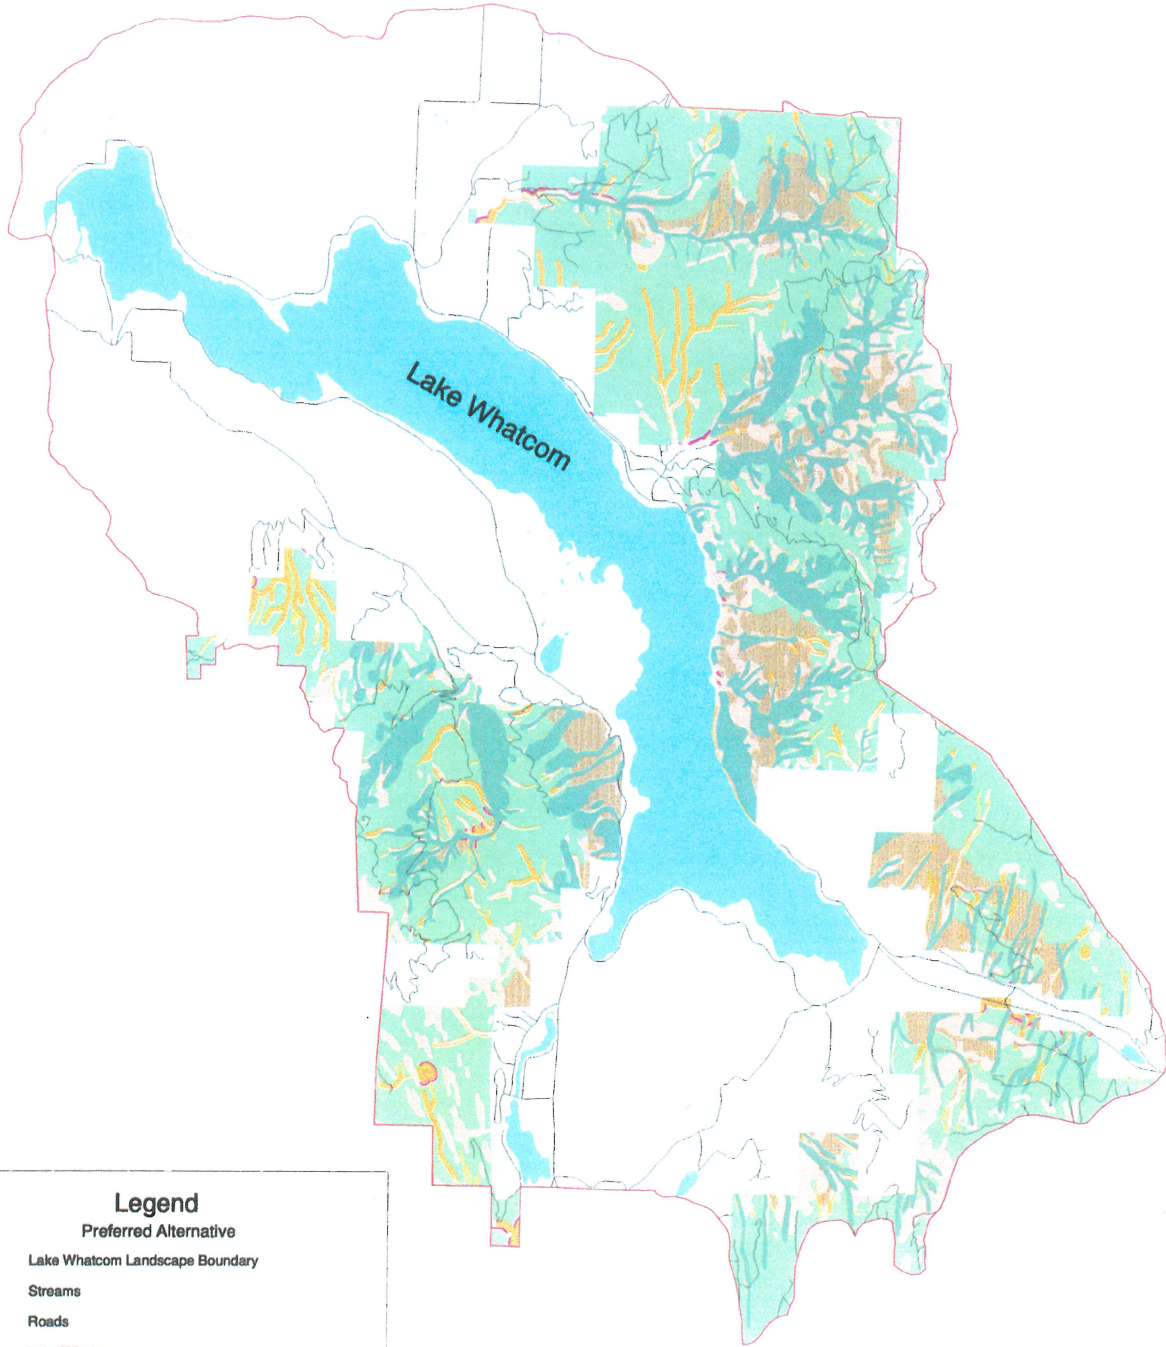 Lake Whatcom
Legend
Preferred Alternative
Lake Whatcom Landscape Boundary
Streams
Roads